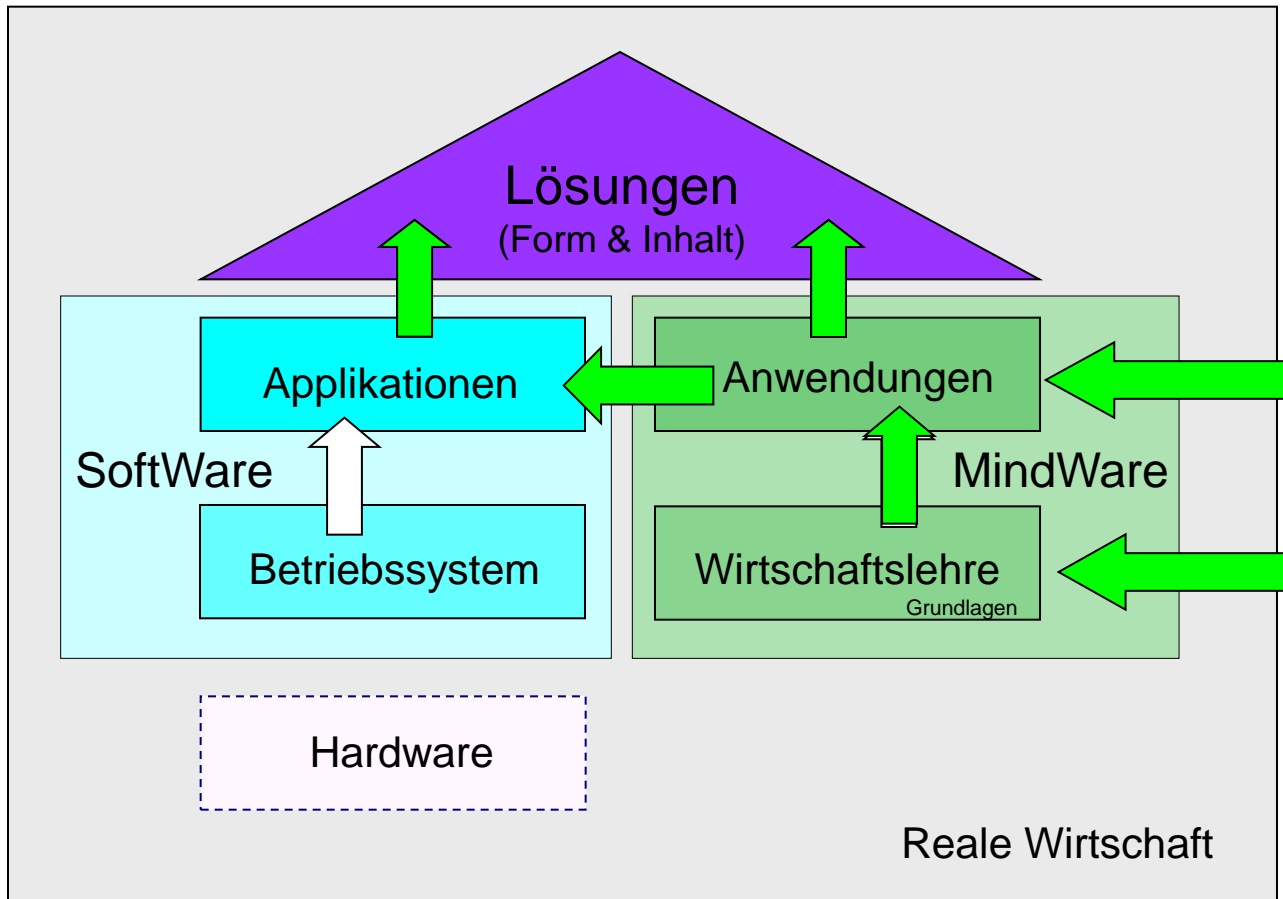 Lösungen
(Form & Inhalt)
Applikationen
Anwendungen
SoftWare
MindWare
Betriebssystem
Wirtschaftslehre
Grundlagen
Hardware
Reale Wirtschaft